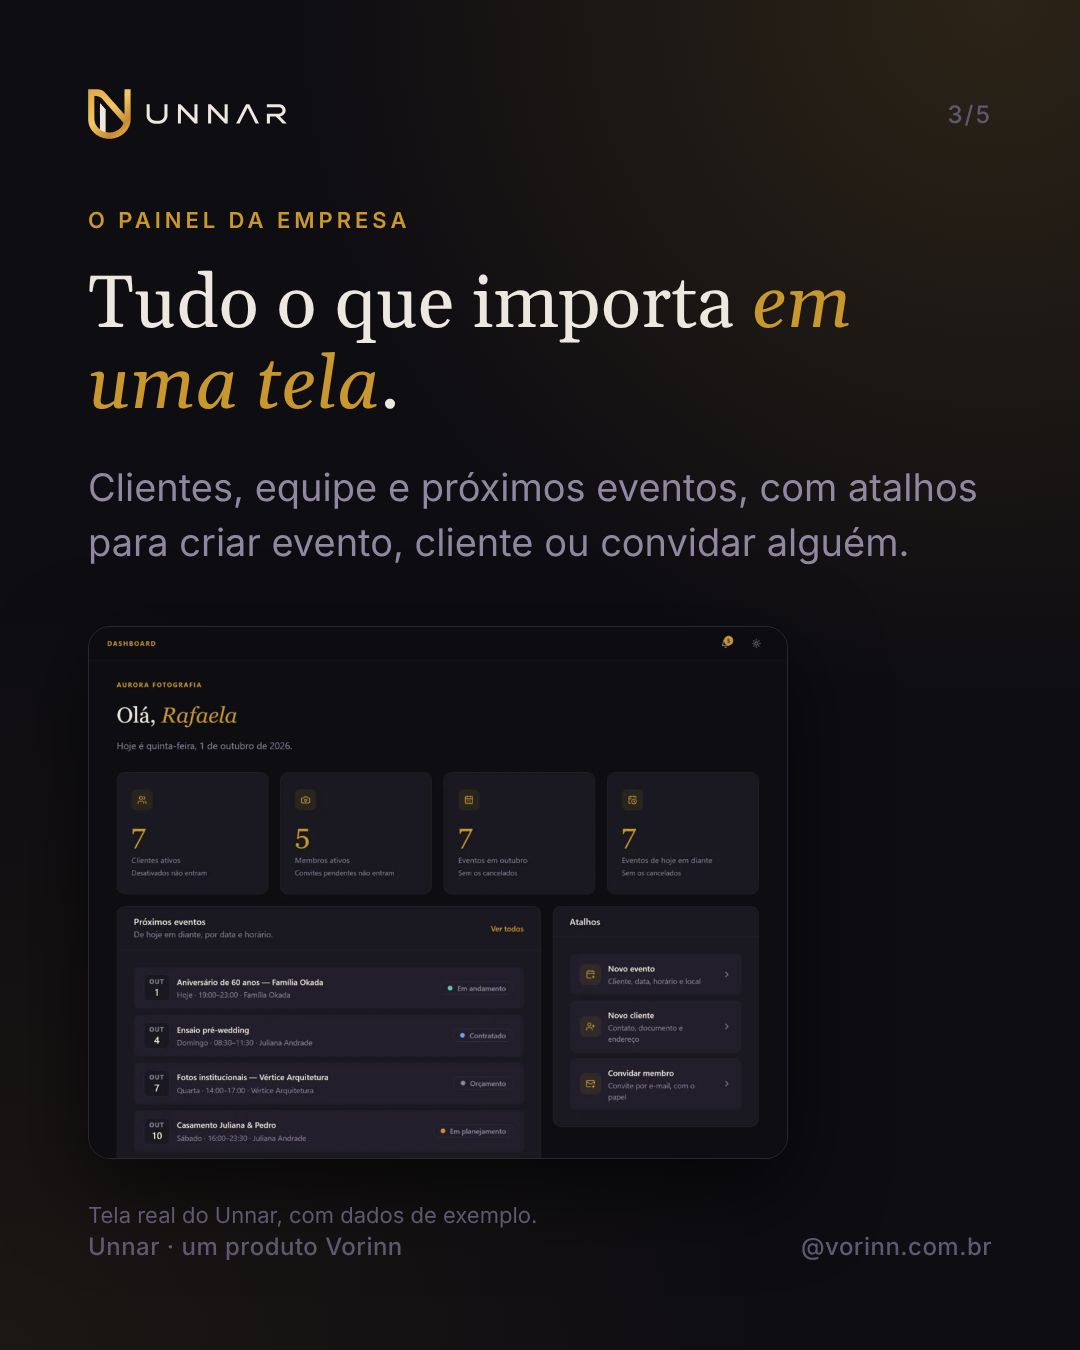 UNNAR
3/5
O PAINEL DA EMPRESA
Tudo o que importa em
uma tela.
Clientes, equipe e próximos eventos, com atalhos
para criar evento, cliente ou convidar alguém.
DASHBOARD
AURORA FOTOGRAFIA
Olá, Rafaela
Hoje é quinta-feira, 1 de outubro de 2026.
7
Clientes ativos
Desativados não entram
5
Membros ativos
Convites pendentes não entram
7
Eventos em outubro
Sem os cancelados
7
Eventos de hoje em diante
Sem os cancelados
Próximos eventos
De hoje em diante, por data e horário.
Ver todos
OUT
1
Aniversário de 60 anos — Família Okada
Hoje · 19:00–23:00 · Família Okada
Em andamento
OUT
4
Ensaio pré-wedding
Domingo · 08:30–11:30 · Juliana Andrade
Contratado
OUT
7
Fotos institucionais — Vértice Arquitetura
Quarta · 14:00–17:00 · Vértice Arquitetura
Orçamento
OUT
10
Casamento Juliana & Pedro
Sábado · 16:00–23:30 · Juliana Andrade
Em planejamento
Atalhos
Novo evento
Cliente, data, horário e local
Novo cliente
Contato, documento e
endereço
Convidar membro
Convite por e-mail, com o
papel
Tela real do Unnar, com dados de exemplo.
Unnar · um produto Vorinn
@vorinn.com.br